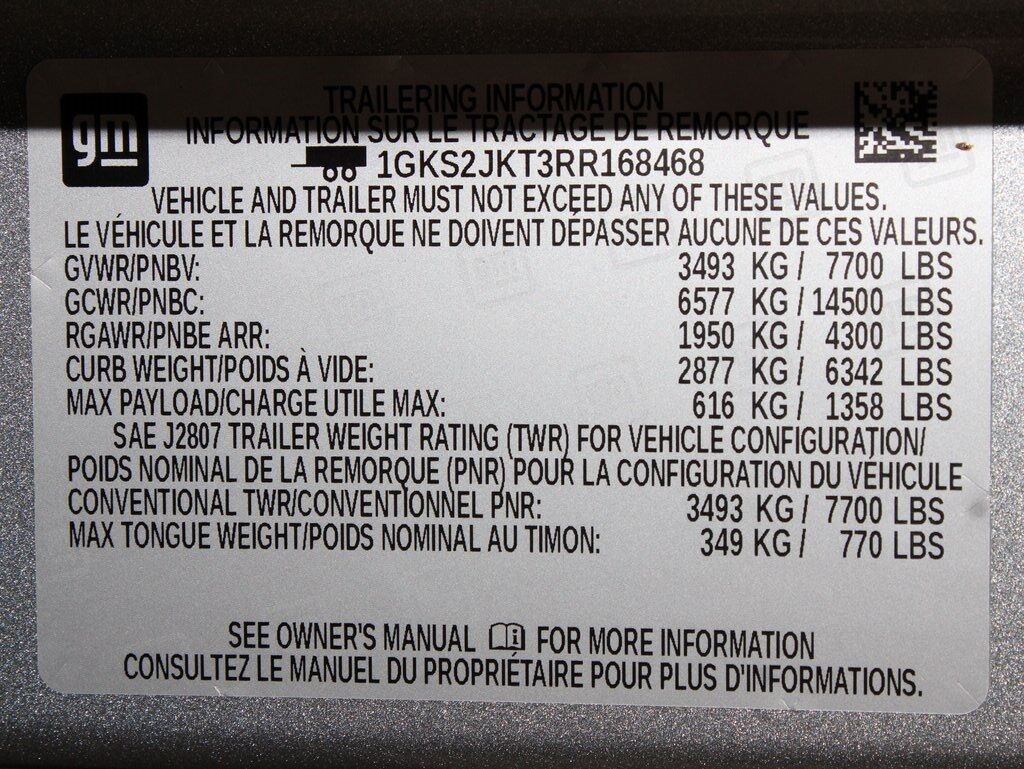 gm
TRAILERING INFORMATION
INFORMATION SUR LE TRACTAGE DE REMORQUE
1GKS2JKT3RR168468
VEHICLE AND TRAILER MUST NOT EXCEED ANY OF THESE VALUES.
LE VÉHICULE ET LA REMORQUE NE DOIVENT DÉPASSER AUCUNE DE CES VALEURS.
GVWR/PNBV: 3493 KG / 7700 LBS
GCWR/PNBC: 6577 KG / 14500 LBS
RGAWR/PNBE ARR: 1950 KG / 4300 LBS
CURB WEIGHT/POIDS À VIDE: 2877 KG / 6342 LBS
MAX PAYLOAD/CHARGE UTILE MAX: 616 KG / 1358 LBS
SAE J2807 TRAILER WEIGHT RATING (TWR) FOR VEHICLE CONFIGURATION/
POIDS NOMINAL DE LA REMORQUE (PNR) POUR LA CONFIGURATION DU VÉHICULE
CONVENTIONAL TWR/CONVENTIONNEL PNR: 3493 KG / 7700 LBS
MAX TONGUE WEIGHT/POIDS NOMINAL AU TIMON: 349 KG / 770 LBS
SEE OWNER'S MANUAL FOR MORE INFORMATION
CONSULTEZ LE MANUEL DU PROPRIÉTAIRE POUR PLUS D'INFORMATIONS.